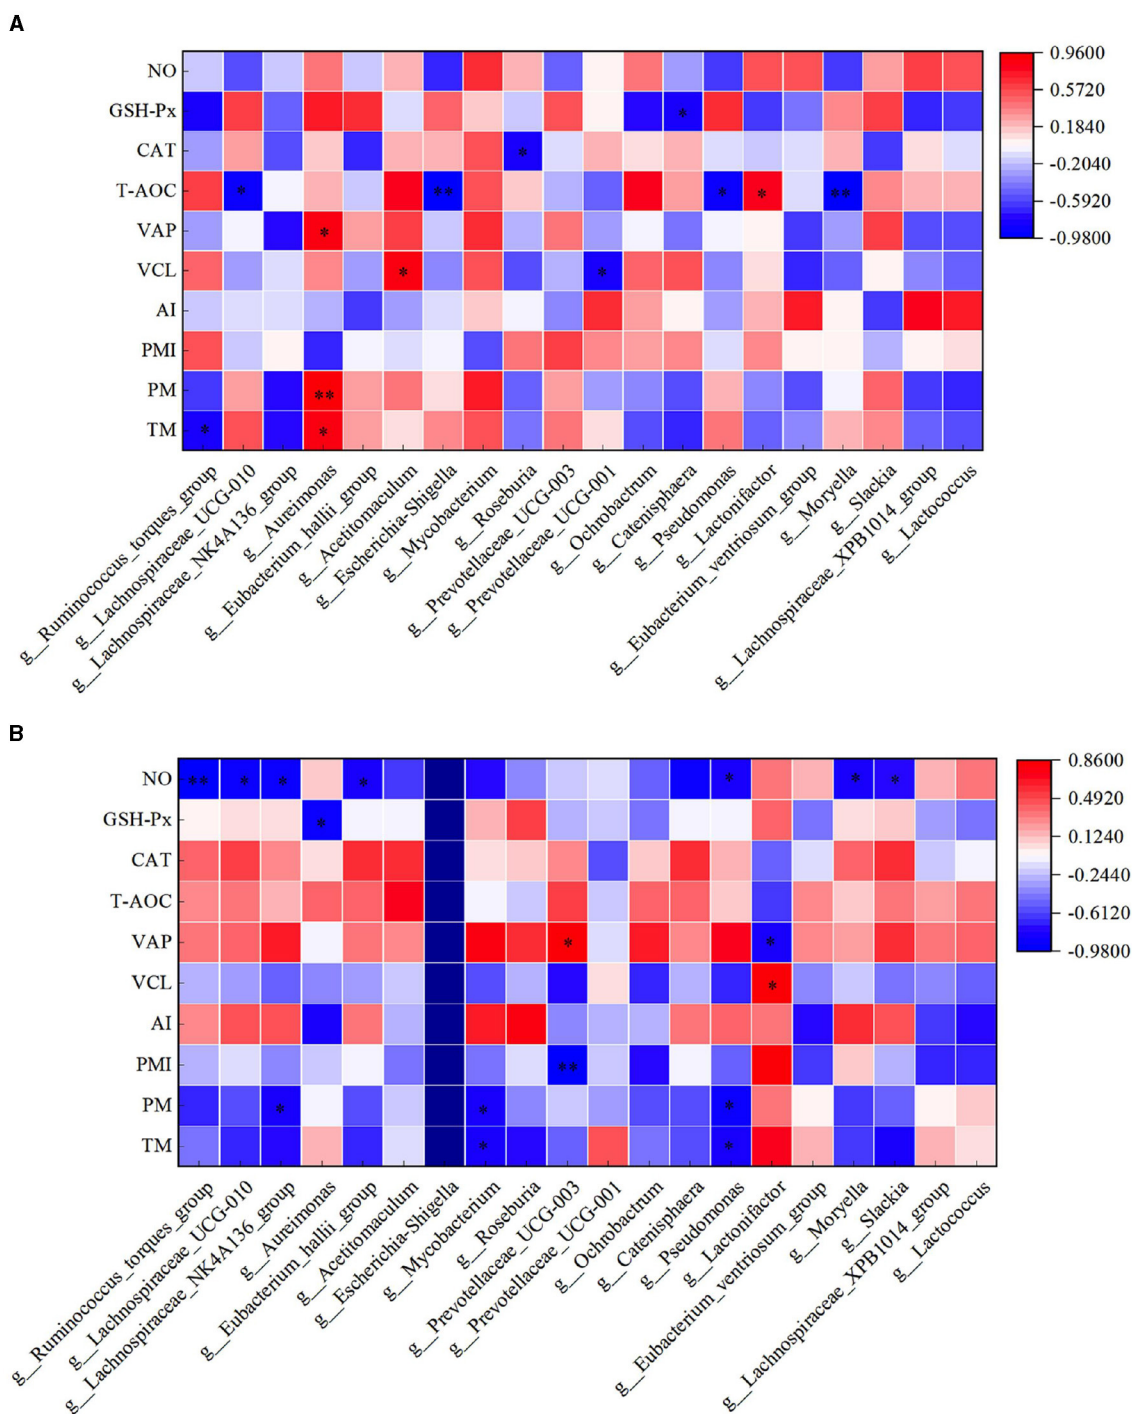 A
NO
GSH-Px
CAT
T-AOC
VAP
VCL
AI
PMI
PM
TM
*
*
* ** * * **
*
* *
**
* *
0.9600
0.5720
0.1840
-0.2040
-0.5920
-0.9800
g__Ruminococcus_torques_group
g__Lachnospiraceae_UCG-010
g__Lachnospiraceae_NK4A136_group
g__Aureimonas
g__Eubacterium_hallii_group
g__Acetitomaculum
g__Escherichia-Shigella
g__Mycobacterium
g__Roseburia
g__Prevotellaceae_UCG-003
g__Prevotellaceae_UCG-001
g__Ochrobactrum
g__Catenisphaera
g__Pseudomonas
g__Lactonifactor
g__Eubacterium_ventriosum_group
g__Moryella
g__Slackia
g__Lachnospiraceae_XPB1014_group
g__Lactococcus
B
NO
GSH-Px
CAT
T-AOC
VAP
VCL
AI
PMI
PM
TM
** * * * * * *
*
* *
*
**
* * *
* *
0.8600
0.4920
0.1240
-0.2440
-0.6120
-0.9800
g__Ruminococcus_torques_group
g__Lachnospiraceae_UCG-010
g__Lachnospiraceae_NK4A136_group
g__Aureimonas
g__Eubacterium_hallii_group
g__Acetitomaculum
g__Escherichia-Shigella
g__Mycobacterium
g__Roseburia
g__Prevotellaceae_UCG-003
g__Prevotellaceae_UCG-001
g__Ochrobactrum
g__Catenisphaera
g__Pseudomonas
g__Lactonifactor
g__Eubacterium_ventriosum_group
g__Moryella
g__Slackia
g__Lachnospiraceae_XPB1014_group
g__Lactococcus